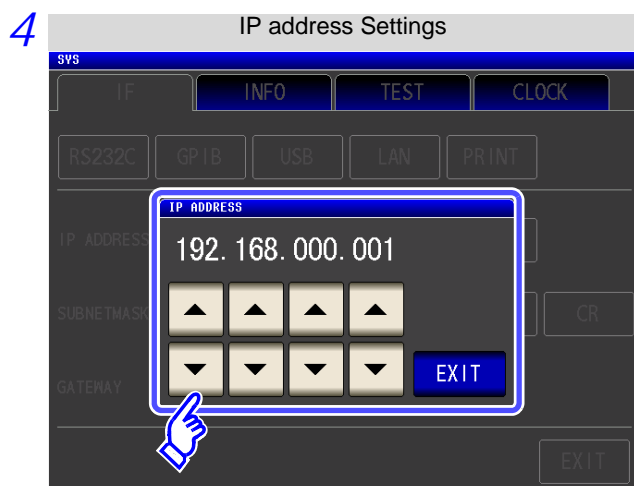 4 IP address Settings
SYS
IF INFO TEST CLOCK
RS232C GPIB USB LAN PRINT
IP ADDRESS
IP ADDRESS
192.168.000.001
SUBNETMASK CR
EXIT
GATEWAY
EXIT